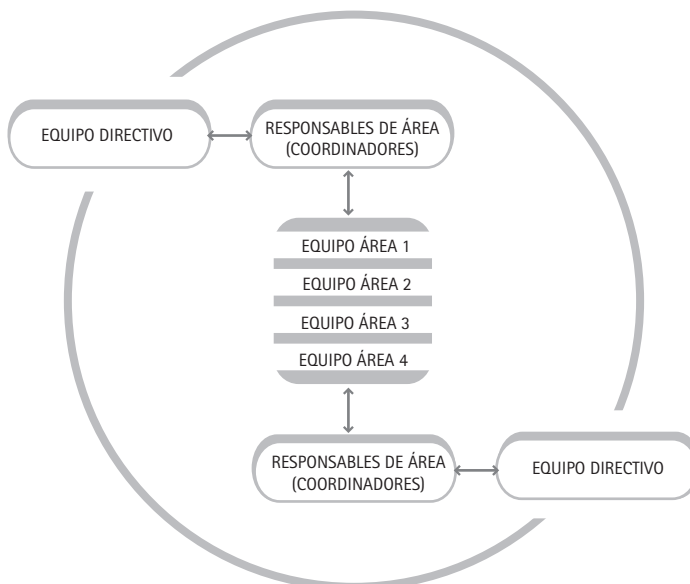 EQUIPO DIRECTIVO
RESPONSABLES DE ÁREA
(COORDINADORES)
EQUIPO ÁREA 1
EQUIPO ÁREA 2
EQUIPO ÁREA 3
EQUIPO ÁREA 4
RESPONSABLES DE ÁREA
(COORDINADORES)
EQUIPO DIRECTIVO